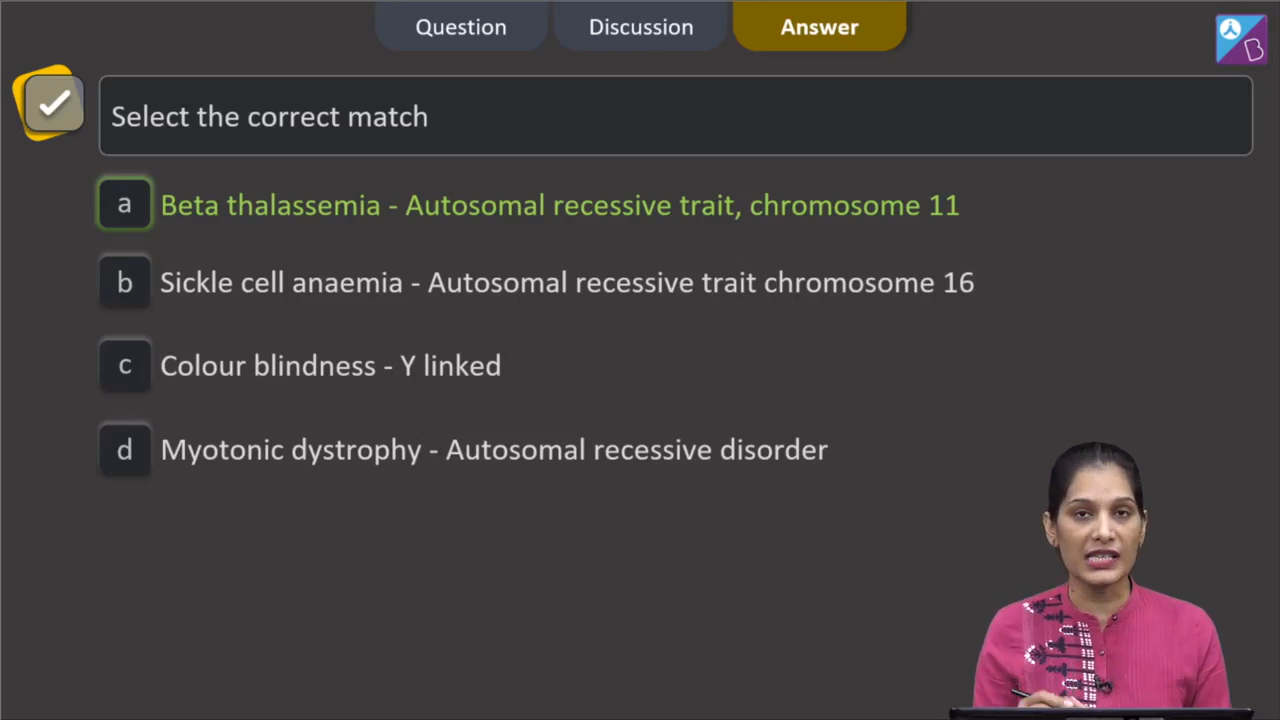 Question
Discussion
Answer
B
Select the correct match
a
Beta thalassemia - Autosomal recessive trait, chromosome 11
b
Sickle cell anaemia - Autosomal recessive trait chromosome 16
c
Colour blindness - Y linked
d
Myotonic dystrophy - Autosomal recessive disorder